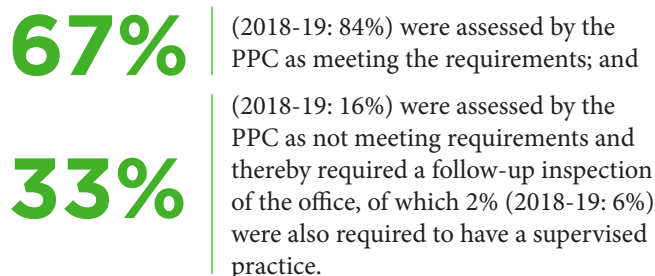 67%
(2018-19: 84%) were assessed by the
PPC as meeting the requirements; and
33%
(2018-19: 16%) were assessed by the
PPC as not meeting requirements and
thereby required a follow-up inspection
of the office, of which 2% (2018-19: 6%)
were also required to have a supervised
practice.